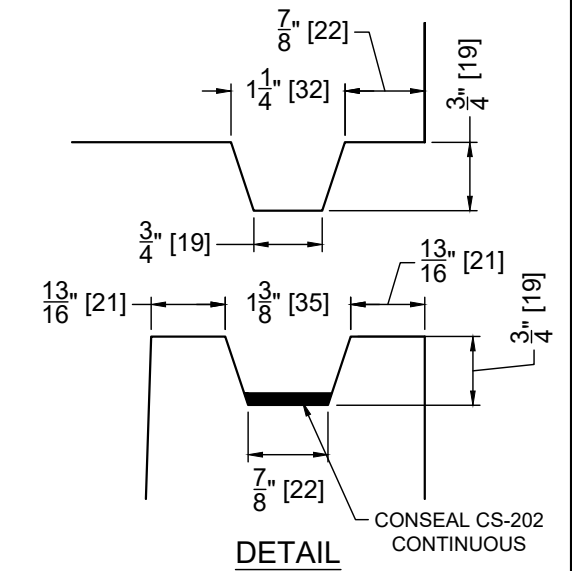 7/8" [22]
1 1/4" [32]
3/4" [19]
3/4" [19]
13/16" [21]
13/16" [21]
1 3/8" [35]
3/4" [19]
7/8" [22]
CONSEAL CS-202
CONTINUOUS
DETAIL